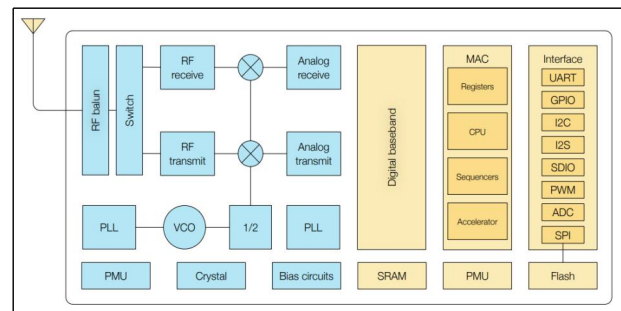 RF balun
Switch
RF
receive
Analog
receive
RF
transmit
Analog
transmit
PLL
VCO
1/2
PLL
PMU
Crystal
Bias circuits
Digital baseband
SRAM
MAC
Registers
CPU
Sequencers
Accelerator
PMU
Interface
UART
GPIO
I2C
I2S
SDIO
PWM
ADC
SPI
Flash